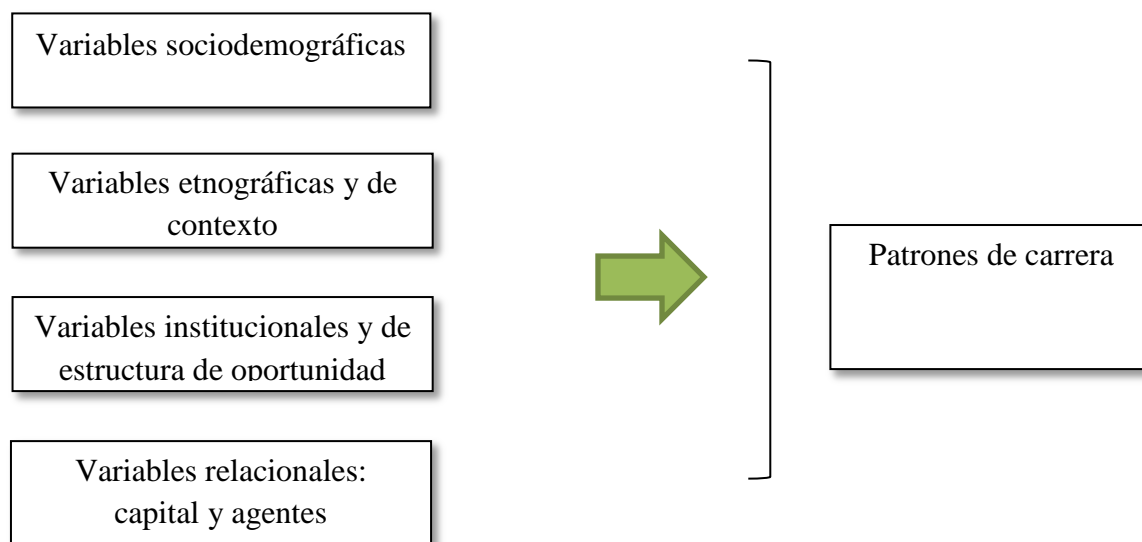 Variables sociodemográficas
Variables etnográficas y de
contexto
Variables institucionales y de
estructura de oportunidad
Variables relacionales:
capital y agentes
Patrones de carrera